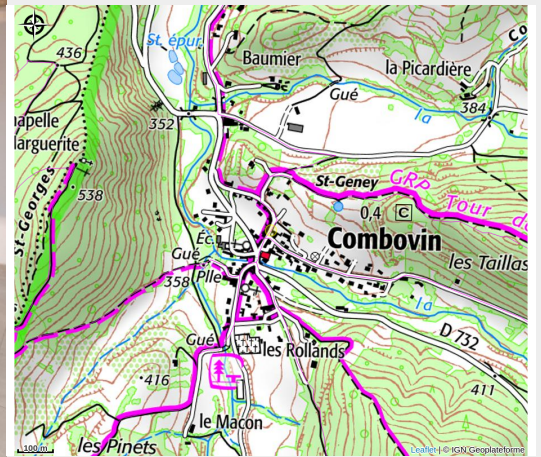 436
St. épur.
Baumier
la Picardière
Gué
384
la
352
apelle
arguerite
St-Georges
538
St-Geney
GRP Tour d
0,4
C
Combovin
les Taillas
Éc.
Gué
358
Plle
la
D 732
Gué
les Rollands
416
411
le Macon
les Pinets
100 m
Leaflet | © IGN Geoplateforme